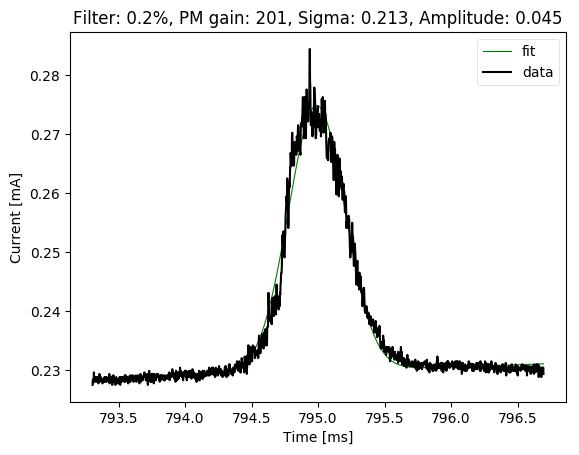 Filter: 0.2%, PM gain: 201, Sigma: 0.213, Amplitude: 0.045
fit
data
Current [mA]
0.28
0.27
0.26
0.25
0.24
0.23
793.5 794.0 794.5 795.0 795.5 796.0 796.5
Time [ms]